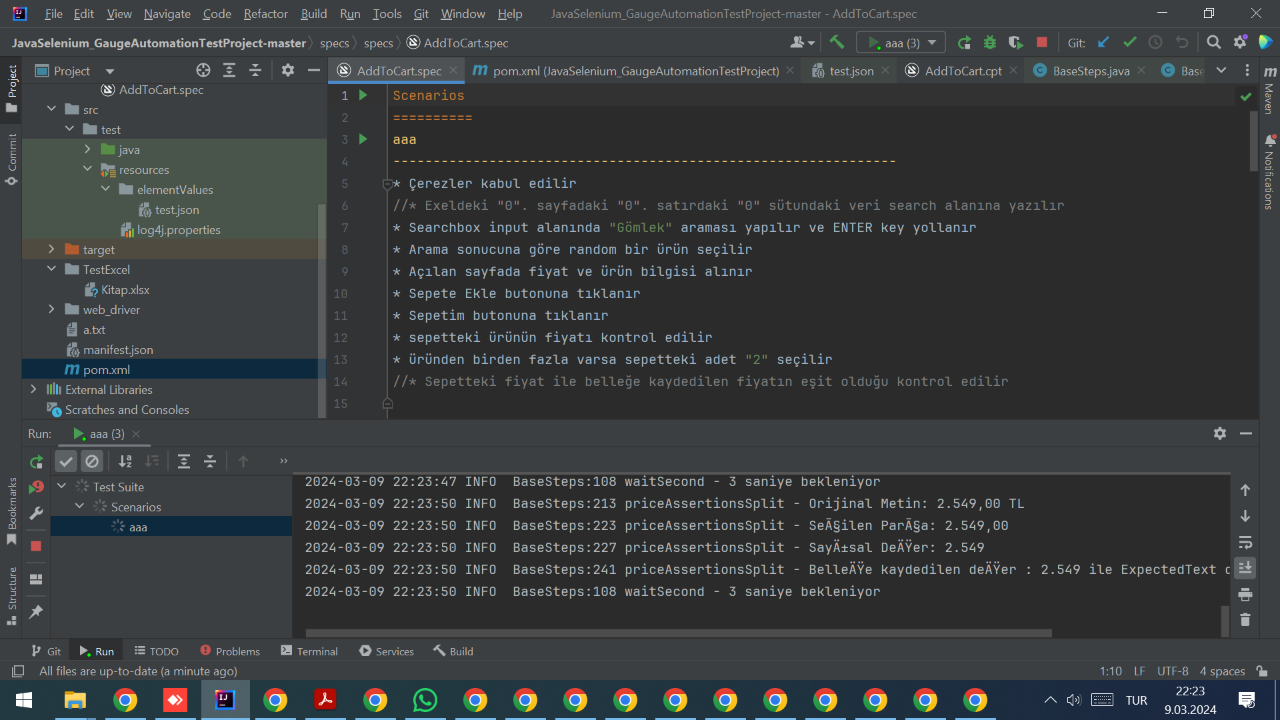 File Edit View Navigate Code Refactor Build Run Tools Git Window Help JavaSelenium_GaugeAutomationTestProject-master - AddToCart.spec
JavaSelenium_GaugeAutomationTestProject-master specs specs AddToCart.spec aaa (3) Git:
Project
AddToCart.spec pom.xml (JavaSelenium_GaugeAutomationTestProject) test.json AddToCart.cpt BaseSteps.java Base
Project
Commit
Bookmarks
Structure
Maven
Notifications
AddToCart.spec
src
test
java
resources
elementValues
test.json
log4j.properties
target
TestExcel
Kitap.xlsx
web_driver
a.txt
manifest.json
pom.xml
External Libraries
Scratches and Consoles
1 Scenarios
2 ==========
3 aaa
4 ---------------------------------------------------------------
5 * Çerezler kabul edilir
6 //* Exeldeki "0". sayfadaki "0". satırdaki "0" sütundaki veri search alanına yazılır
7 * Searchbox input alanında "Gömlek" araması yapılır ve ENTER key yollanır
8 * Arama sonucuna göre random bir ürün seçilir
9 * Açılan sayfada fiyat ve ürün bilgisi alınır
10 * Sepete Ekle butonuna tıklanır
11 * Sepetim butonuna tıklanır
12 * sepetteki ürünün fiyatı kontrol edilir
13 * üründen birden fazla varsa sepetteki adet "2" seçilir
14 //* Sepetteki fiyat ile belleğe kaydedilen fiyatın eşit olduğu kontrol edilir
15
Run: aaa (3)
Test Suite
Scenarios
aaa
2024-03-09 22:23:47 INFO BaseSteps:108 waitSecond - 3 saniye bekleniyor
2024-03-09 22:23:50 INFO BaseSteps:213 priceAssertionsSplit - Orijinal Metin: 2.549,00 TL
2024-03-09 22:23:50 INFO BaseSteps:223 priceAssertionsSplit - SeÃ§ilen ParÃ§a: 2.549,00
2024-03-09 22:23:50 INFO BaseSteps:227 priceAssertionsSplit - SayÄ±sal DeÄŸer: 2.549
2024-03-09 22:23:50 INFO BaseSteps:241 priceAssertionsSplit - BelleÄŸe kaydedilen deÄŸer : 2.549 ile ExpectedText
2024-03-09 22:23:50 INFO BaseSteps:108 waitSecond - 3 saniye bekleniyor
Git Run TODO Problems Terminal Services Build
All files are up-to-date (a minute ago) 1:10 LF UTF-8 4 spaces
TUR 22:23
9.03.2024